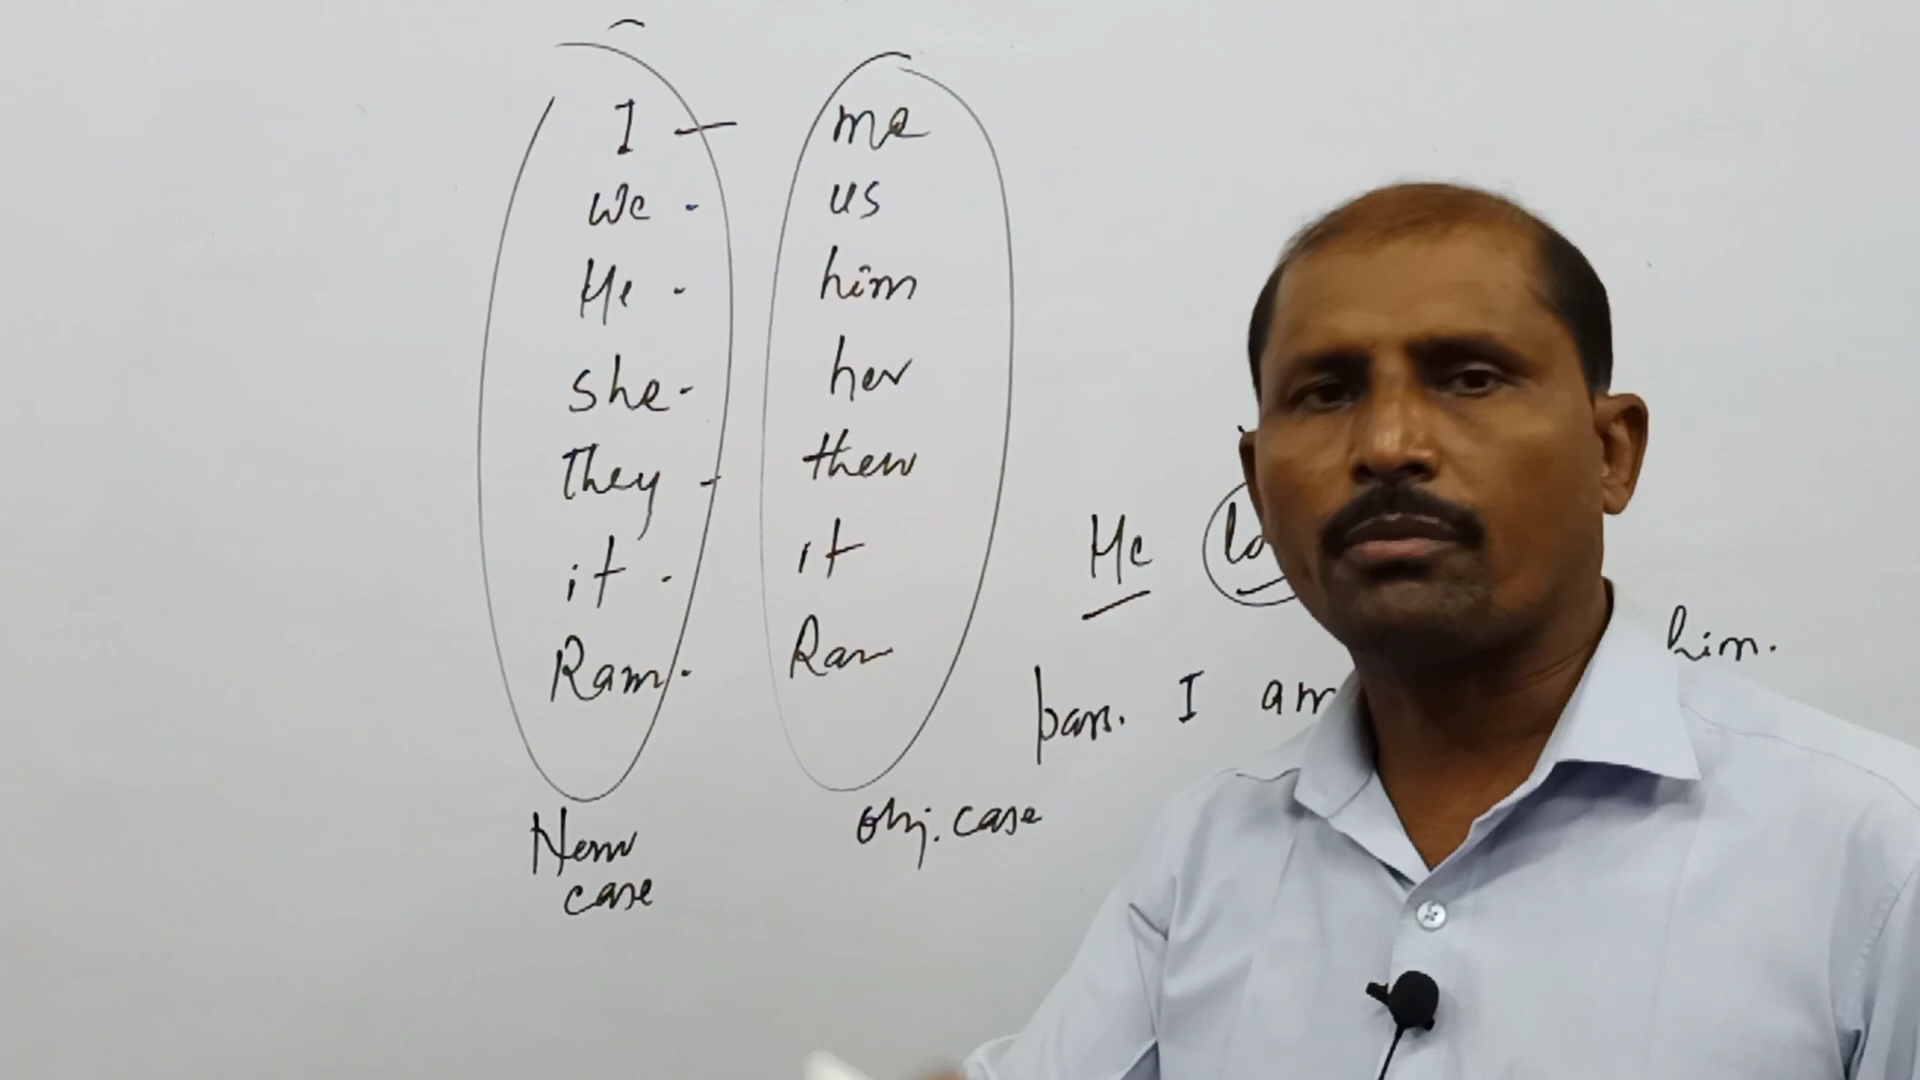 I — me
We - us
He - him
She - her
They - them
it - it
Ram - Ram
Nom case
Obj. case
He lo
him.
pass. I am